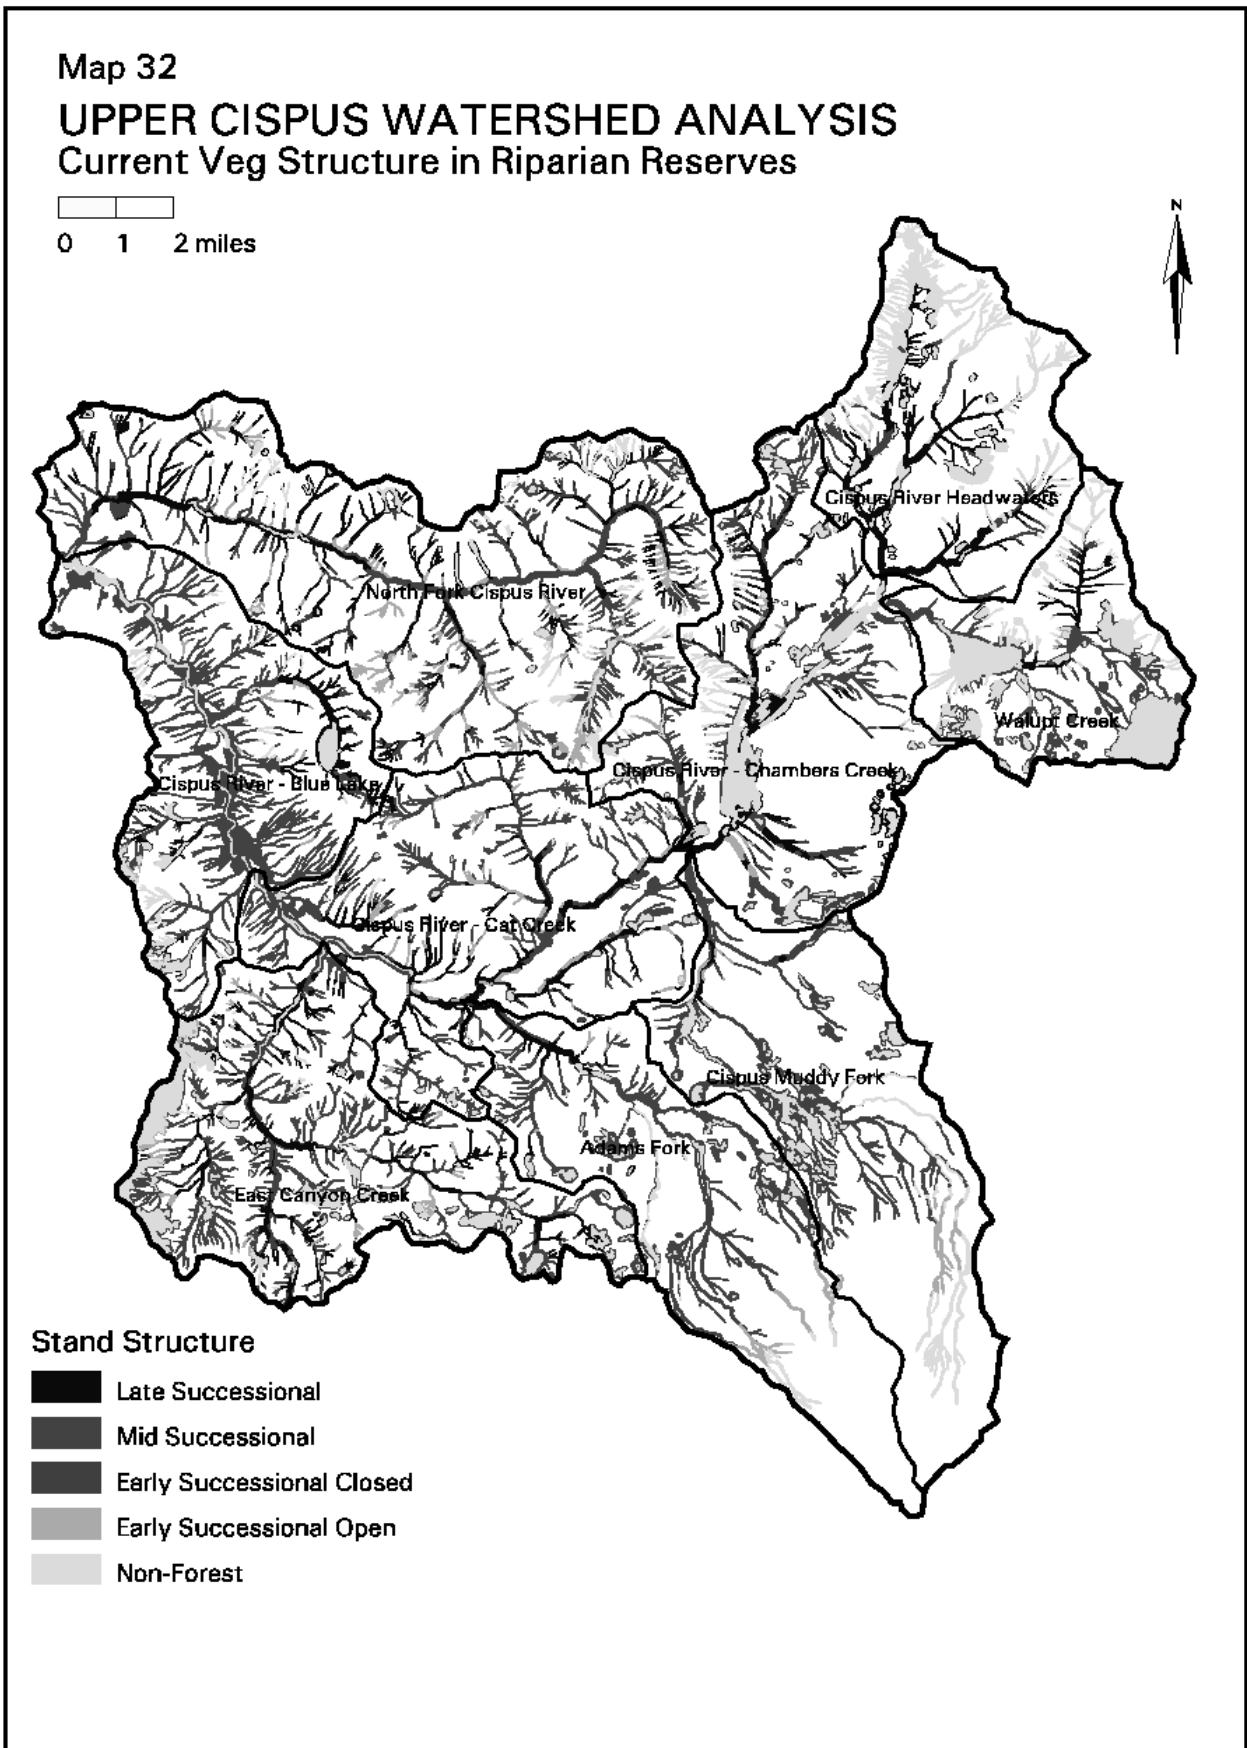 Map 32
UPPER CISPUS WATERSHED ANALYSIS
Current Veg Structure in Riparian Reserves
0 1 2 miles
N
Cispus River Headwaters
North Fork Cispus River
Walupt Creek
Cispus River - Chambers Creek
Cispus River - Blue Lake
Cispus River - Cat Creek
Cispus Muddy Fork
Adams Fork
East Canyon Creek
Stand Structure
Late Successional
Mid Successional
Early Successional Closed
Early Successional Open
Non-Forest